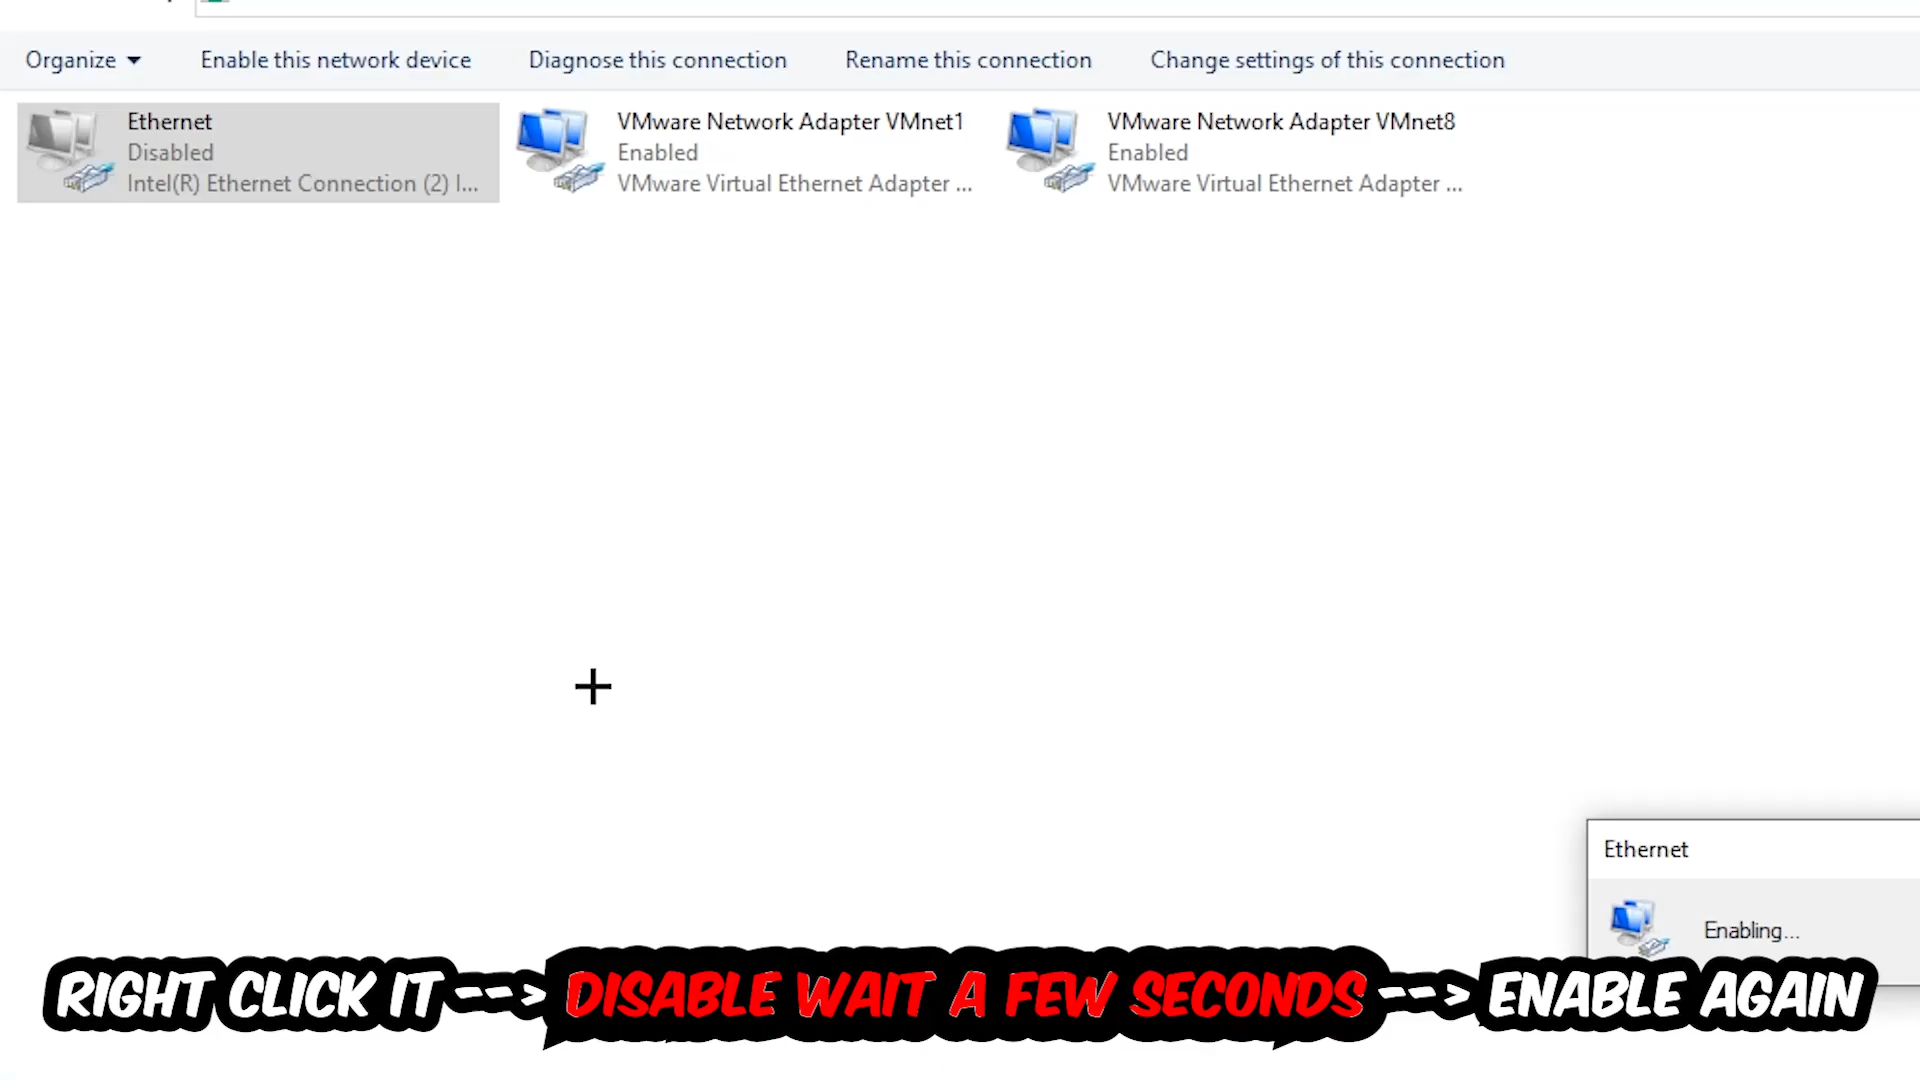 Organize Enable this network device Diagnose this connection Rename this connection Change settings of this connection
Ethernet
Disabled
Intel(R) Ethernet Connection (2) I...
VMware Network Adapter VMnet1
Enabled
VMware Virtual Ethernet Adapter ...
VMware Network Adapter VMnet8
Enabled
VMware Virtual Ethernet Adapter ...
Ethernet
Enabling...
RIGHT CLICK IT --> DISABLE WAIT A FEW SECONDS --> ENABLE AGAIN